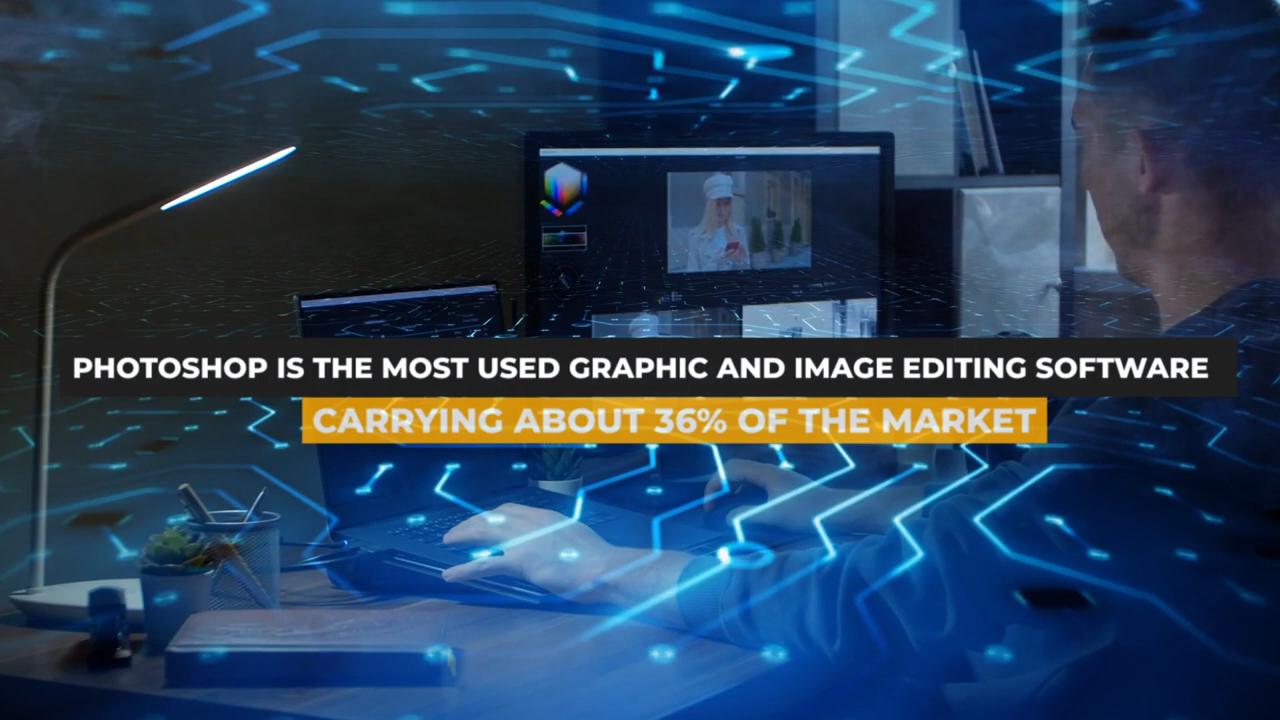 PHOTOSHOP IS THE MOST USED GRAPHIC AND IMAGE EDITING SOFTWARE
CARRYING ABOUT 36% OF THE MARKET